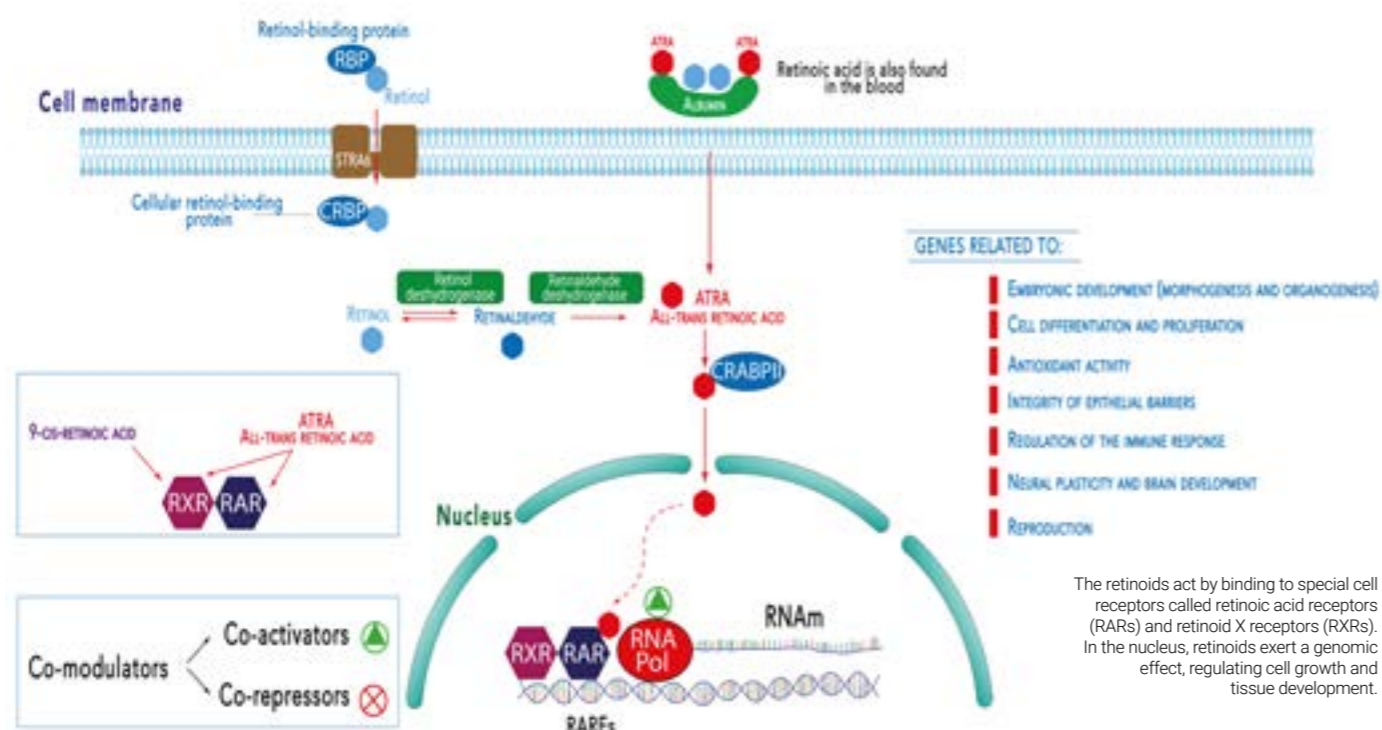 Retinol-binding protein
RBP
Retinol
Cell membrane
STRA6
Cellular retinol-binding
protein
CRBP
ATRA
ATRA
ALBUMIN
Retinoic acid is also found
in the blood
Retinol
deshydrogenase
Retinaldehyde
deshydrogenase
RETINOL
RETINALDEHYDE
ATRA
ALL-TRANS RETINOIC ACID
CRABPII
GENES RELATED TO:
EMBRYONIC DEVELOPMENT (MORPHOGENESIS AND ORGANOGENESIS)
CELL DIFFERENTIATION AND PROLIFERATION
ANTIOXIDANT ACTIVITY
INTEGRITY OF EPITHELIAL BARRIERS
REGULATION OF THE IMMUNE RESPONSE
NEURAL PLASTICITY AND BRAIN DEVELOPMENT
REPRODUCTION
9-CIS-RETINOIC ACID
ATRA
ALL-TRANS RETINOIC ACID
RXR
RAR
Nucleus
Co-modulators
Co-activators
Co-repressors
RXR
RAR
RNA
Pol
RNAm
RAREs
The retinoids act by binding to special cell
receptors called retinoic acid receptors
(RARs) and retinoid X receptors (RXRs).
In the nucleus, retinoids exert a genomic
effect, regulating cell growth and
tissue development.